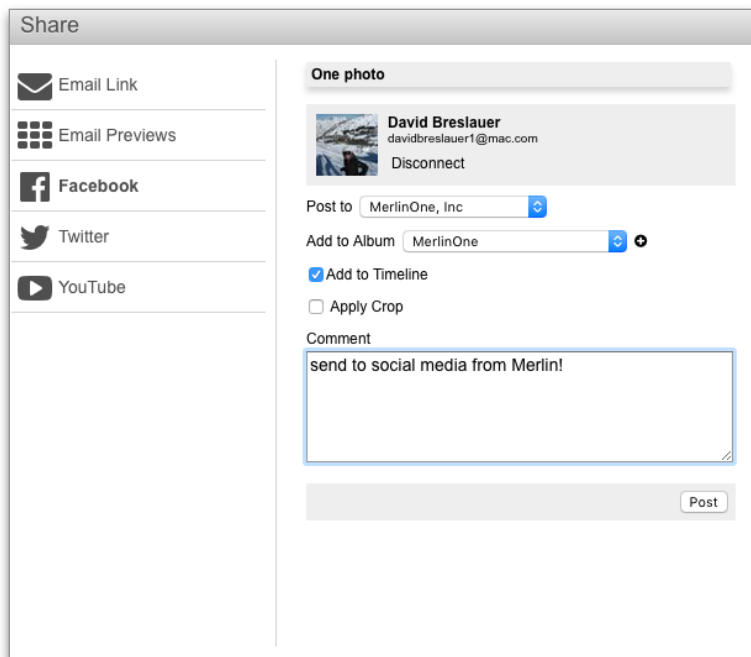 Share
Email Link
Email Previews
Facebook
Twitter
YouTube
One photo
David Breslauer
davidbreslauer1@mac.com
Disconnect
Post to MerlinOne, Inc
Add to Album MerlinOne
Add to Timeline
Apply Crop
Comment
send to social media from Merlin!
Post